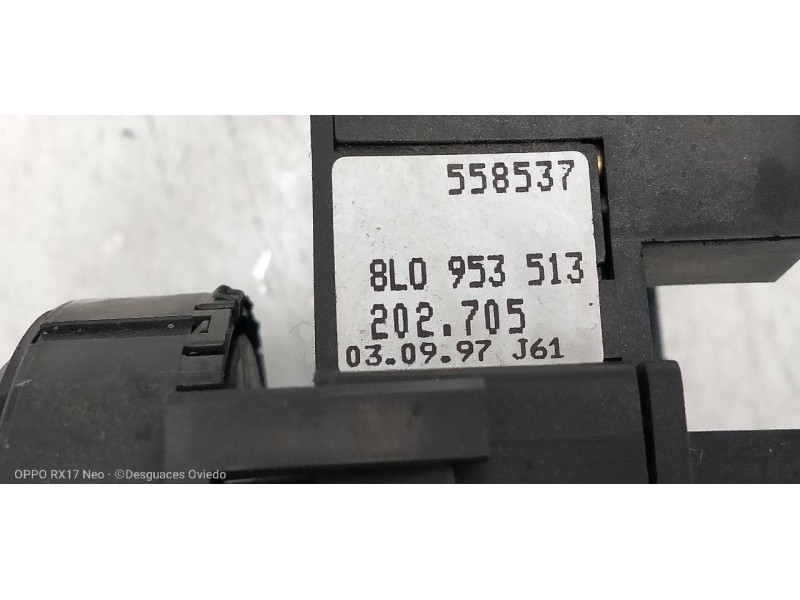 558537
8L0 953 513
202.705
03.09.97 J61
OPPO RX17 Neo · ©Desguaces Oviedo